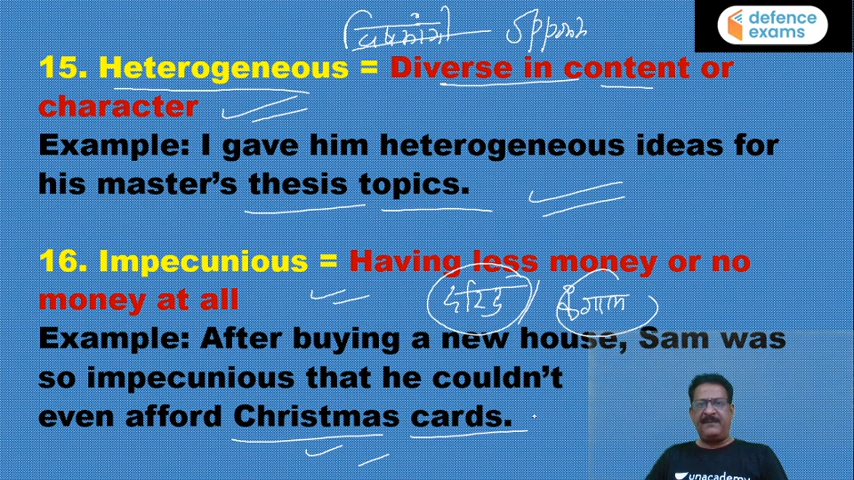 defence
exams
15. Heterogeneous = Diverse in content or
character
Example: I gave him heterogeneous ideas for
his master's thesis topics.
16. Impecunious = Having less money or no
money at all
दरिद्र / कंगाल
Example: After buying a new house, Sam was
so impecunious that he couldn't
even afford Christmas cards.
unacademy